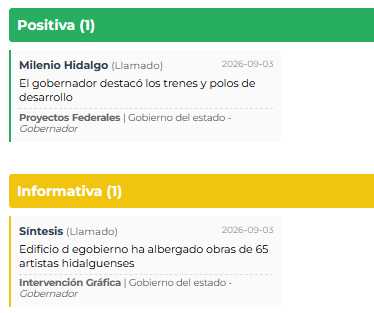 Positiva (1)
Milenio Hidalgo (Llamado) 2026-09-03
El gobernador destacó los trenes y polos de
desarrollo
Proyectos Federales | Gobierno del estado -
Gobernador
Informativa (1)
Síntesis (Llamado) 2026-09-03
Edificio d egobierno ha albergado obras de 65
artistas hidalguenses
Intervención Gráfica | Gobierno del estado -
Gobernador